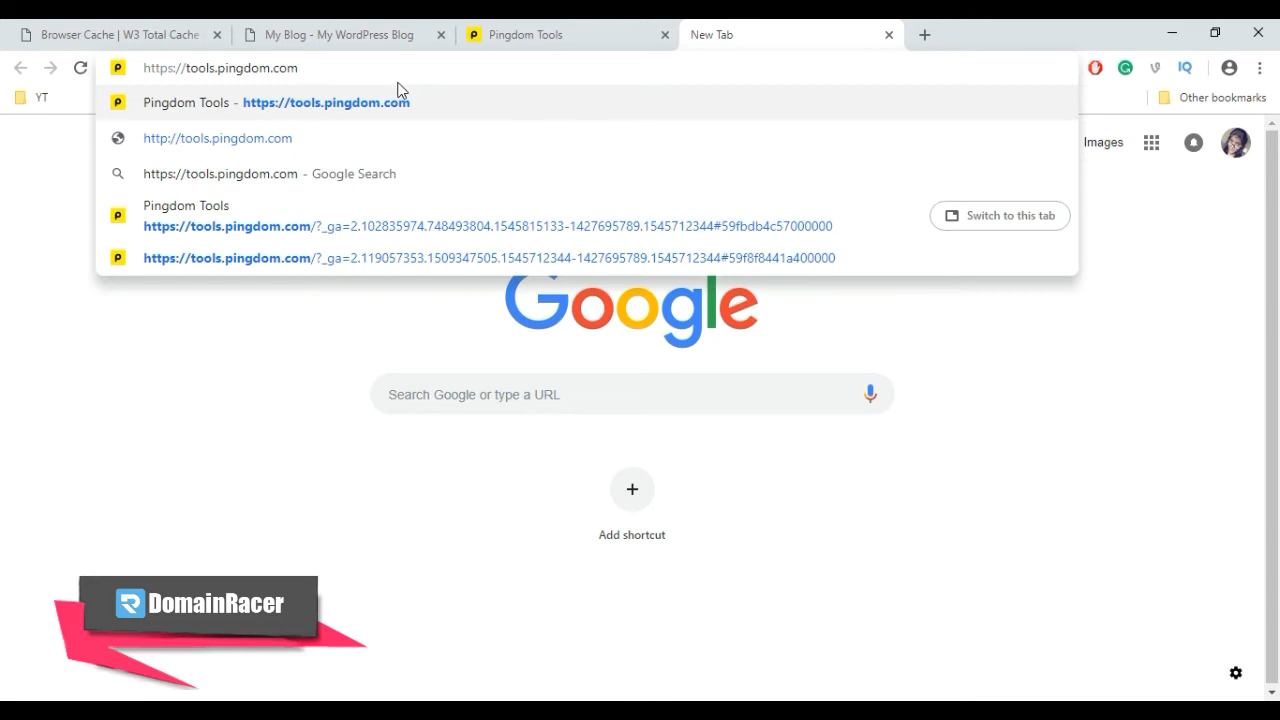 Browser Cache | W3 Total Cache
My Blog - My WordPress Blog
Pingdom Tools
New Tab
https://tools.pingdom.com
YT
Other bookmarks
Pingdom Tools - https://tools.pingdom.com
http://tools.pingdom.com
Images
https://tools.pingdom.com - Google Search
Pingdom Tools
https://tools.pingdom.com/?_ga=2.102835974.748493804.1545815133-1427695789.1545712344#59fbdb4c57000000
Switch to this tab
https://tools.pingdom.com/?_ga=2.119057353.1509347505.1545712344-1427695789.1545712344#59f8f8441a400000
Google
Search Google or type a URL
Add shortcut
DomainRacer